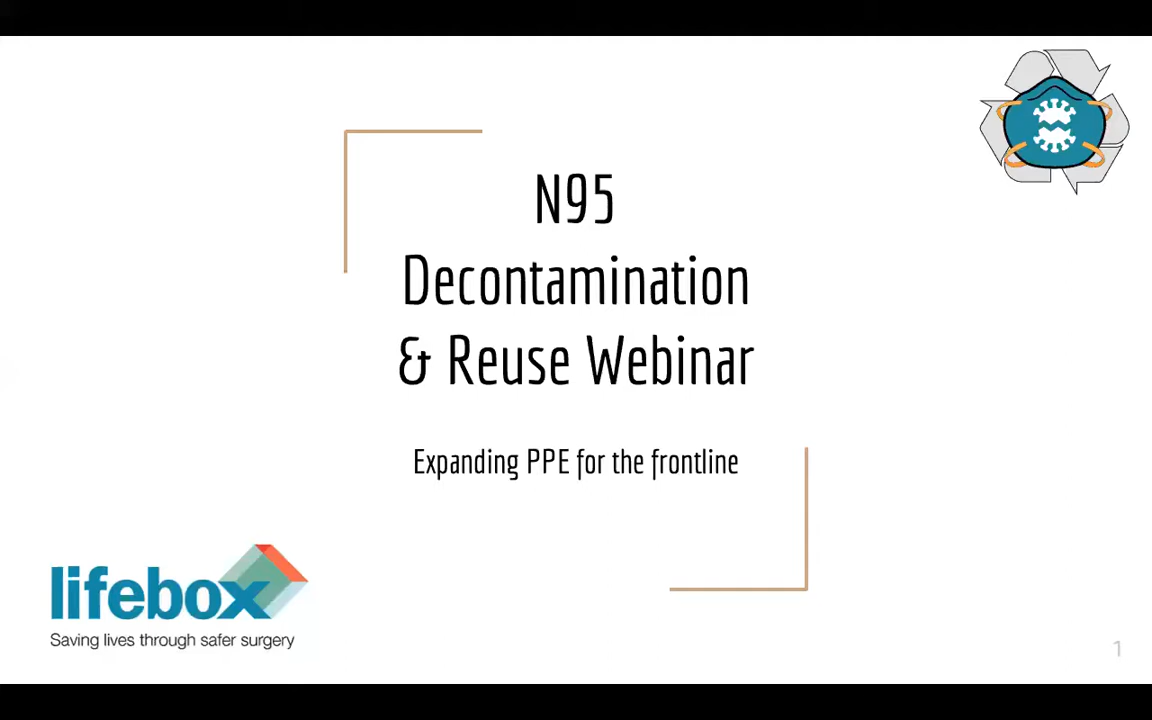 N95
Decontamination
& Reuse Webinar
Expanding PPE for the frontline
lifebox
Saving lives through safer surgery
1